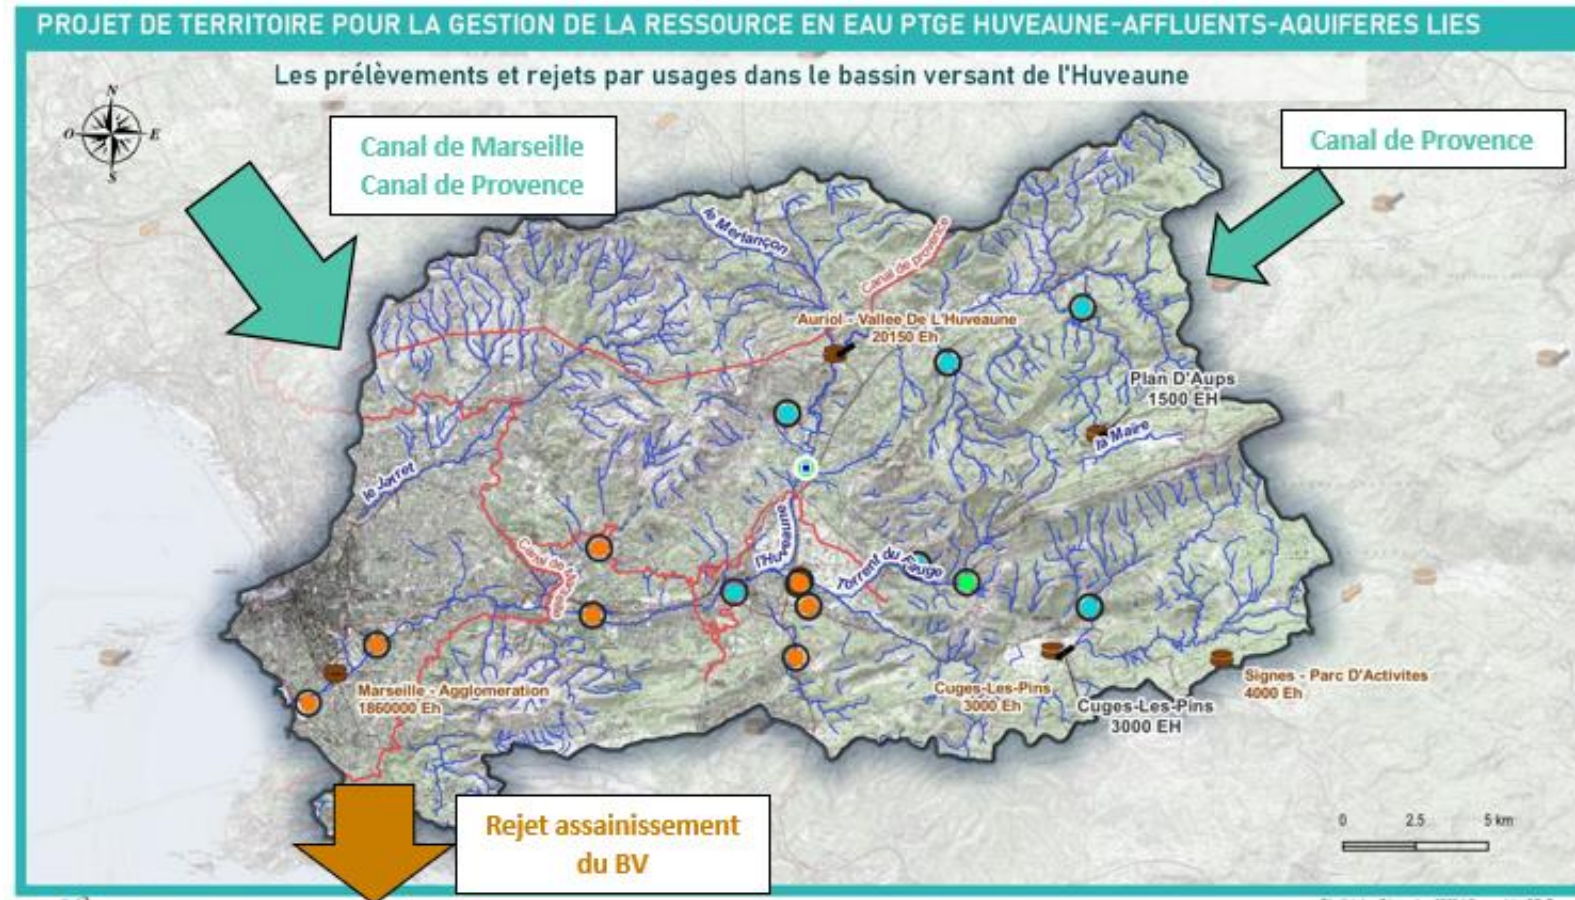 PROJET DE TERRITOIRE POUR LA GESTION DE LA RESSOURCE EN EAU PTGE HUVEAUNE-AFFLUENTS-AQUIFERES LIES
Les prélèvements et rejets par usages dans le bassin versant de l'Huveaune
N
O
E
S
Canal de Marseille
Canal de Provence
Canal de Provence
le Merlançon
Canal de provence
Auriol - Vallee De L'Huveaune
20150 Eh
Plan D'Aups
1500 EH
la Maire
le Jarret
l'Huveaune
Torrent du Fauge
Canal de Marseille
Marseille - Agglomeration
1860000 Eh
Cuges-Les-Pins
3000 Eh
Cuges-Les-Pins
3000 EH
Signes - Parc D'Activites
4000 Eh
Rejet assainissement
du BV
0 2.5 5 km